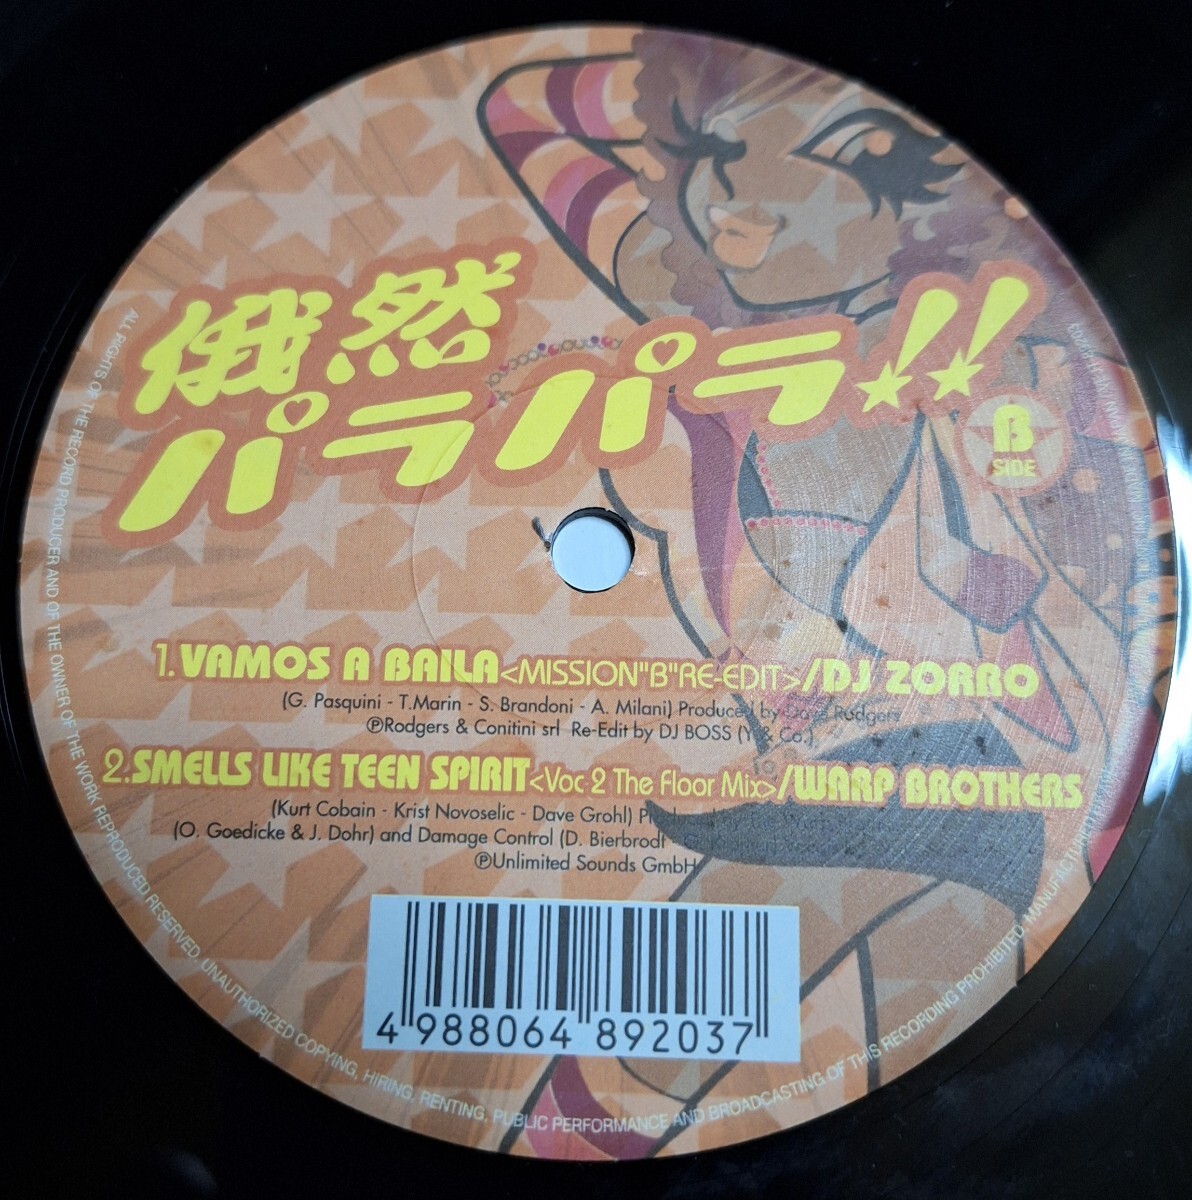 俄然
パラパラ!!
B
SIDE
1.VAMOS A BAILA<MISSION"B"RE-EDIT>/DJ ZORRO
(G. Pasquini - T.Marin - S. Brandoni - A. Milani) Produced by Dave Rodgers
ⓅRodgers & Conitini srl Re-Edit by DJ BOSS (Y & Co.)
2.SMELLS LIKE TEEN SPIRIT<Voc 2 The Floor Mix>/WARP BROTHERS
(Kurt Cobain - Krist Novoselic - Dave Grohl)
(O. Goedicke & J. Dohr) and Damage Control (D. Bierbrodt
ⓅUnlimited Sounds GmbH
4 988064 892037
ALL RIGHTS OF THE RECORD PRODUCER AND OF THE OWNER OF THE WORK REPRODUCED RESERVED. UNAUTHORIZED COPYING, HIRING, RENTING, PUBLIC PERFORMANCE AND BROADCASTING OF THIS RECORDING PROHIBITED.